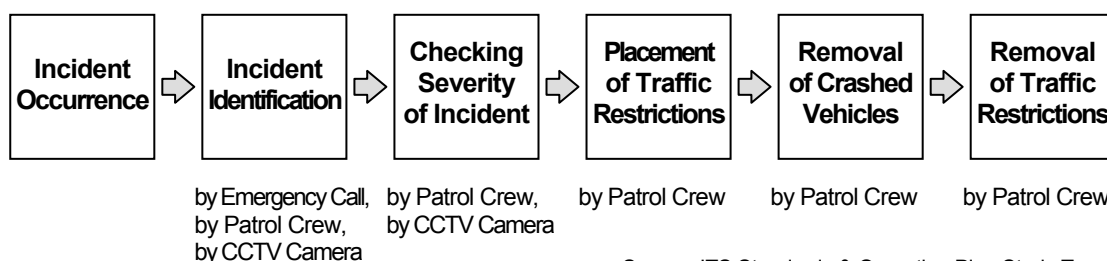 Incident
Occurrence
Incident
Identification
Checking
Severity
of Incident
Placement
of Traffic
Restrictions
Removal
of Crashed
Vehicles
Removal
of Traffic
Restrictions
by Emergency Call,
by Patrol Crew,
by CCTV Camera
by Patrol Crew,
by CCTV Camera
by Patrol Crew
by Patrol Crew
by Patrol Crew